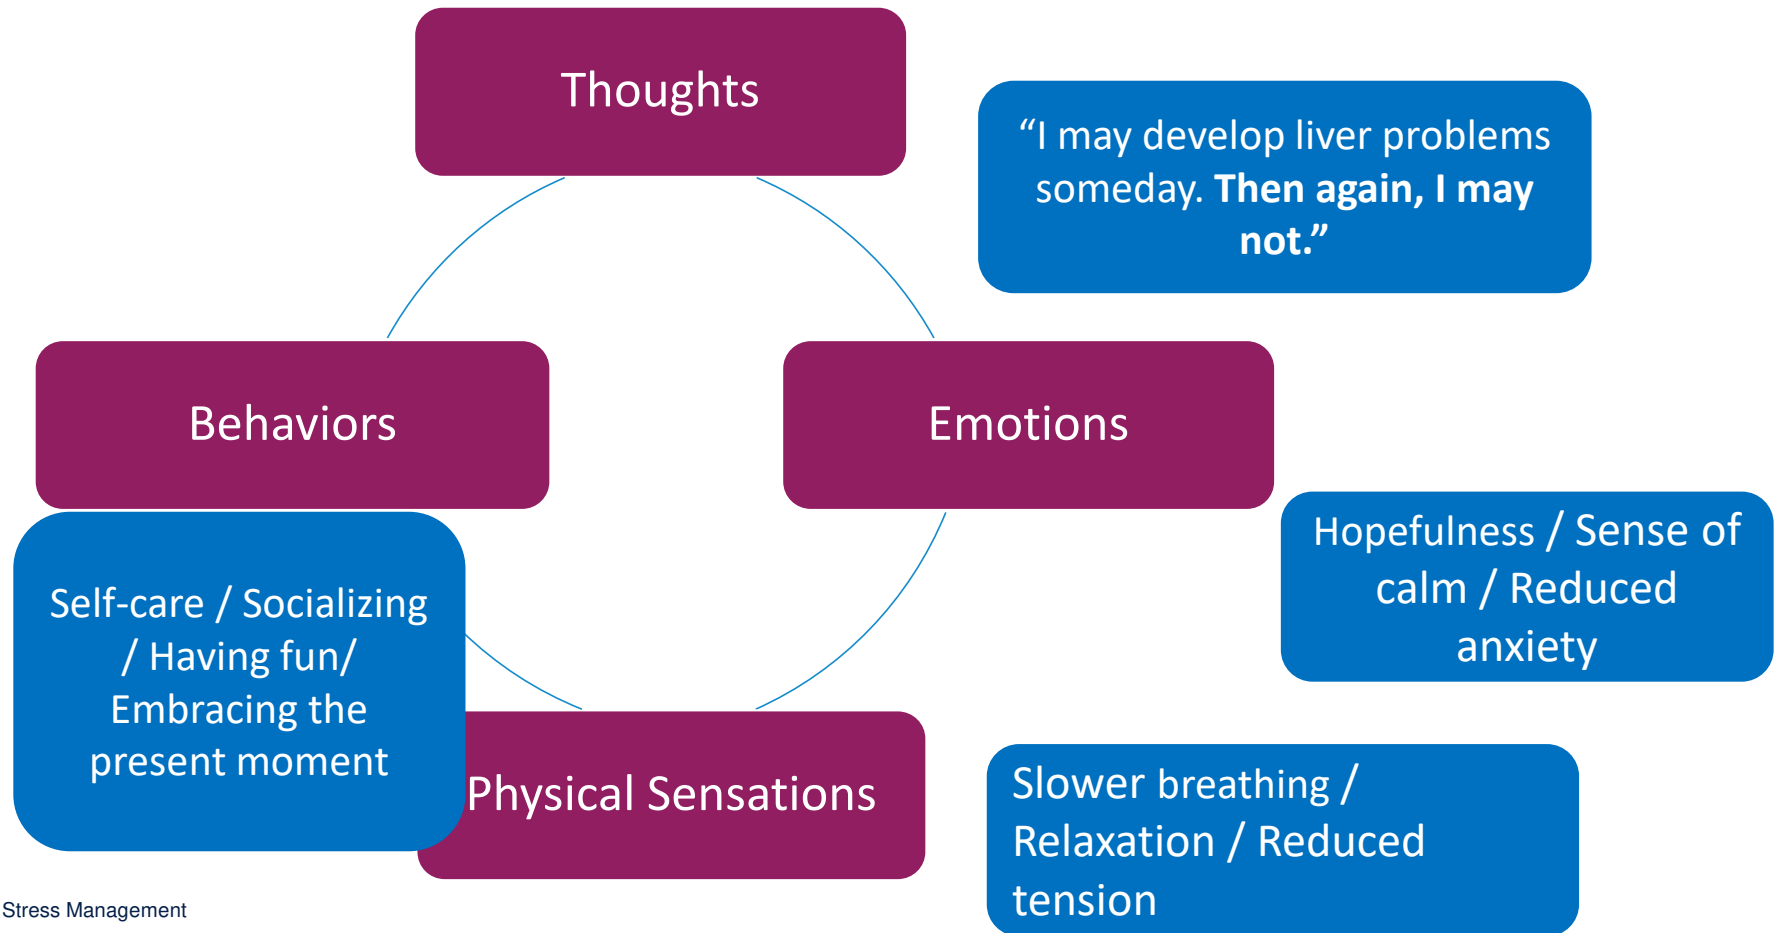 Thoughts
“I may develop liver problems
someday. Then again, I may
not.”
Behaviors
Emotions
Hopefulness / Sense of
calm / Reduced
anxiety
Self-care / Socializing
/ Having fun/
Embracing the
present moment
Physical Sensations
Slower breathing /
Relaxation / Reduced
tension
Stress Management